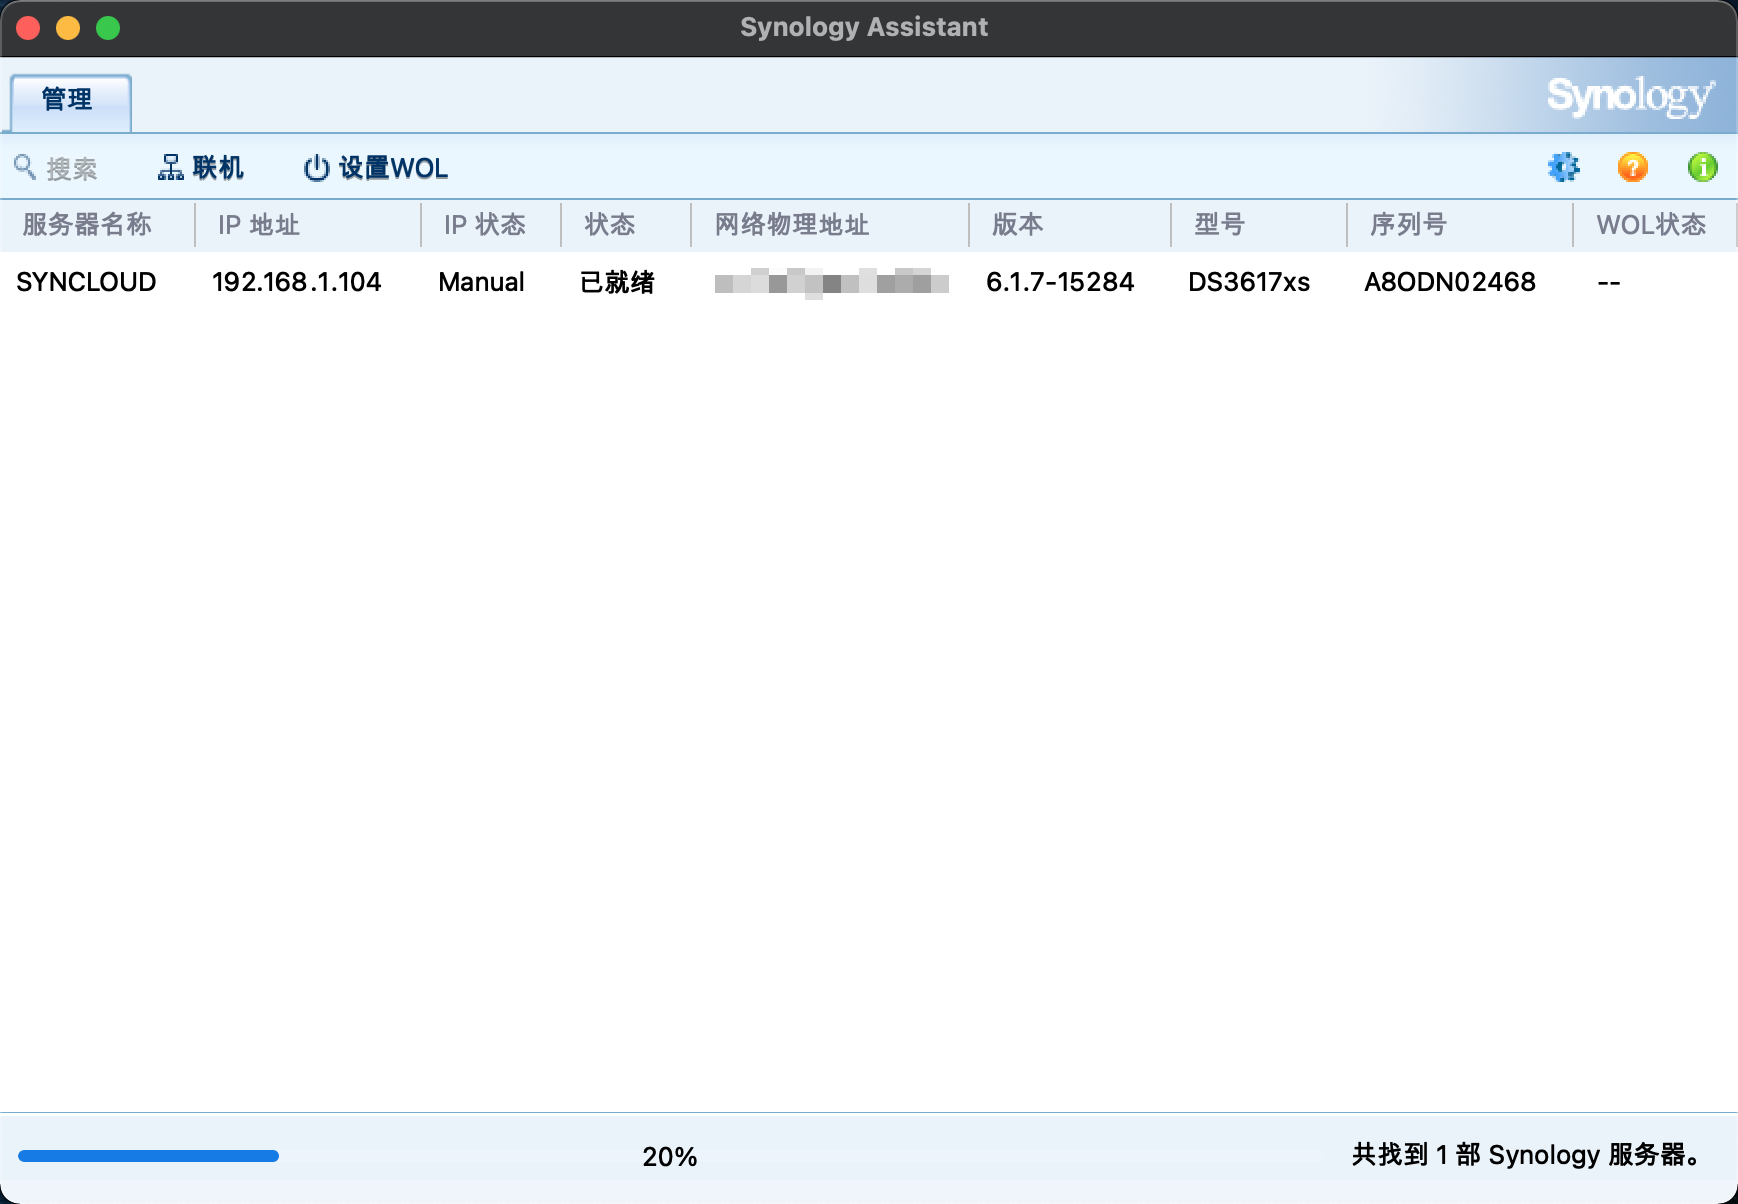 Synology Assistant
管理
Synology
搜索 联机 设置WOL
服务器名称 IP 地址 IP 状态 状态 网络物理地址 版本 型号 序列号 WOL状态
SYNCLOUD 192.168.1.104 Manual 已就绪 6.1.7-15284 DS3617xs A8ODN02468 --
20% 共找到 1 部 Synology 服务器。